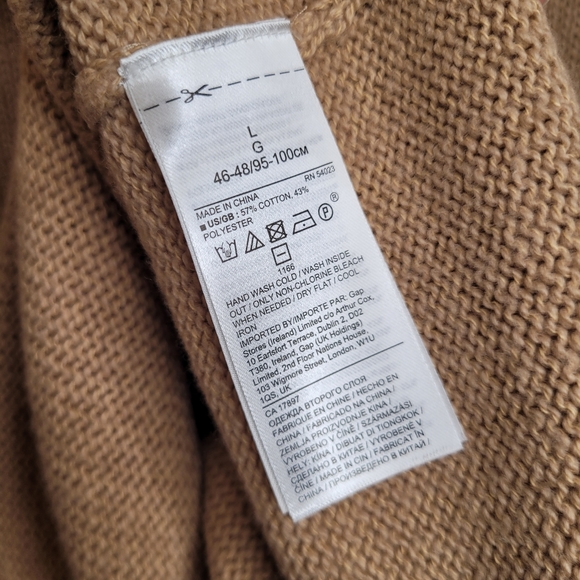 L
G
46-48/95-100CM
MADE IN CHINA RN 54023
■ US/GB : 57% COTTON. 43%
POLYESTER
P ®
1166
HAND WASH COLD / WASH INSIDE
OUT / ONLY NON-CHLORINE BLEACH
WHEN NEEDED / DRY FLAT / COOL
IRON
IMPORTED BY/IMPORTE PAR: Gap
Stores (Ireland) Limited c/o Arthur Cox,
10 Earlsfort Terrace, Dublin 2, D02
T380, Ireland, Gap (UK Holdings)
Limited, 2nd Floor Nations House,
103 Wigmore Street, London, W1U
1QS, UK
CA 17897
ОДЕЖДА ВТОРОГО СЛОЯ
FABRIQUE EN CHINE / HECHO EN
CHINA / FABRICADO NA CHINA /
ZEMLJA PROIZVODNJE KINA /
VYROBENO V ČÍNĚ / SZÁRMAZÁSI
HELY: KÍNA / DIBUAT DI TIONGKOK /
СДЕЛАНО В КИТАЕ / VYROBENÉ V
ČÍNE / MADE IN CIN / FABRICAT ÎN
CHINA / ПРОИЗВЕДЕНО В КИТАЙ /